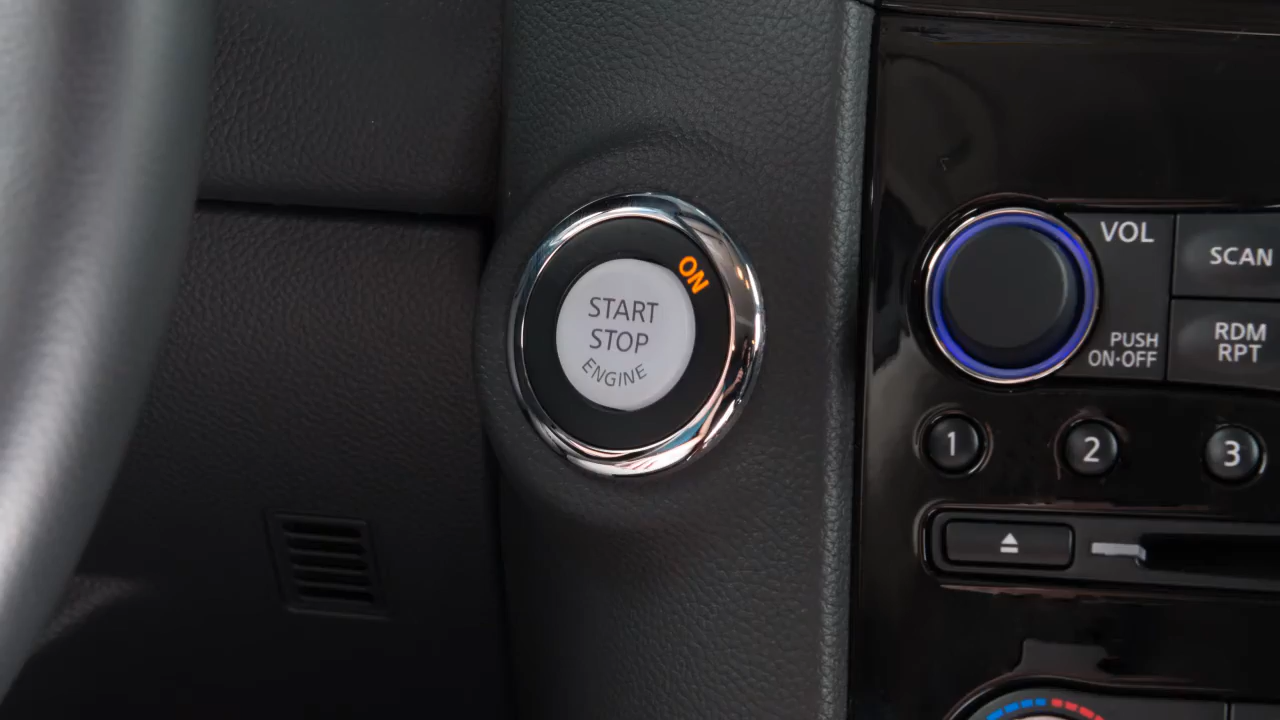 START
STOP
ENGINE
ON
VOL
PUSH
ON·OFF
SCAN
RDM
RPT
1
2
3